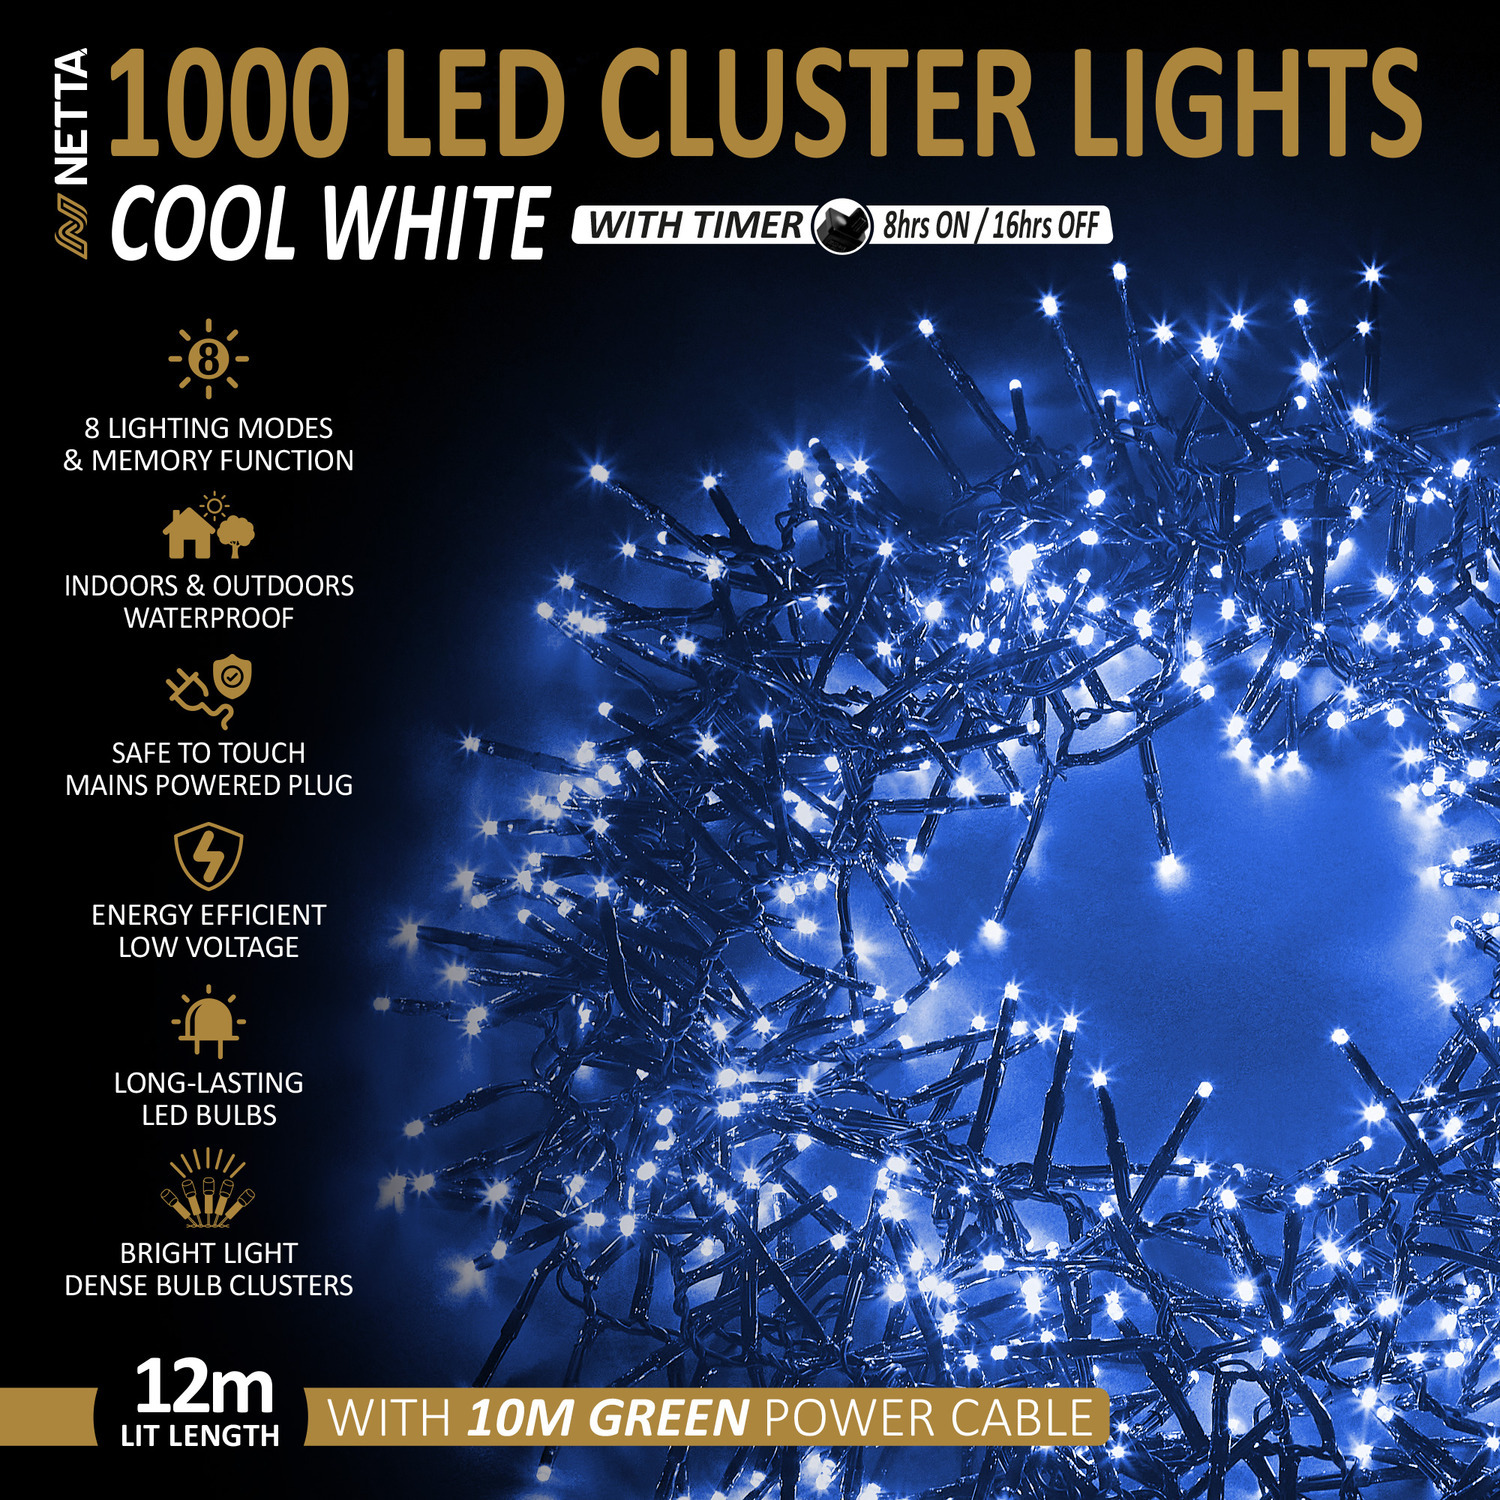 NETTA
1000 LED CLUSTER LIGHTS
COOL WHITE
WITH TIMER 8hrs ON / 16hrs OFF
8
8 LIGHTING MODES
& MEMORY FUNCTION
INDOORS & OUTDOORS
WATERPROOF
SAFE TO TOUCH
MAINS POWERED PLUG
ENERGY EFFICIENT
LOW VOLTAGE
LONG-LASTING
LED BULBS
BRIGHT LIGHT
DENSE BULB CLUSTERS
12m
LIT LENGTH
WITH 10M GREEN POWER CABLE